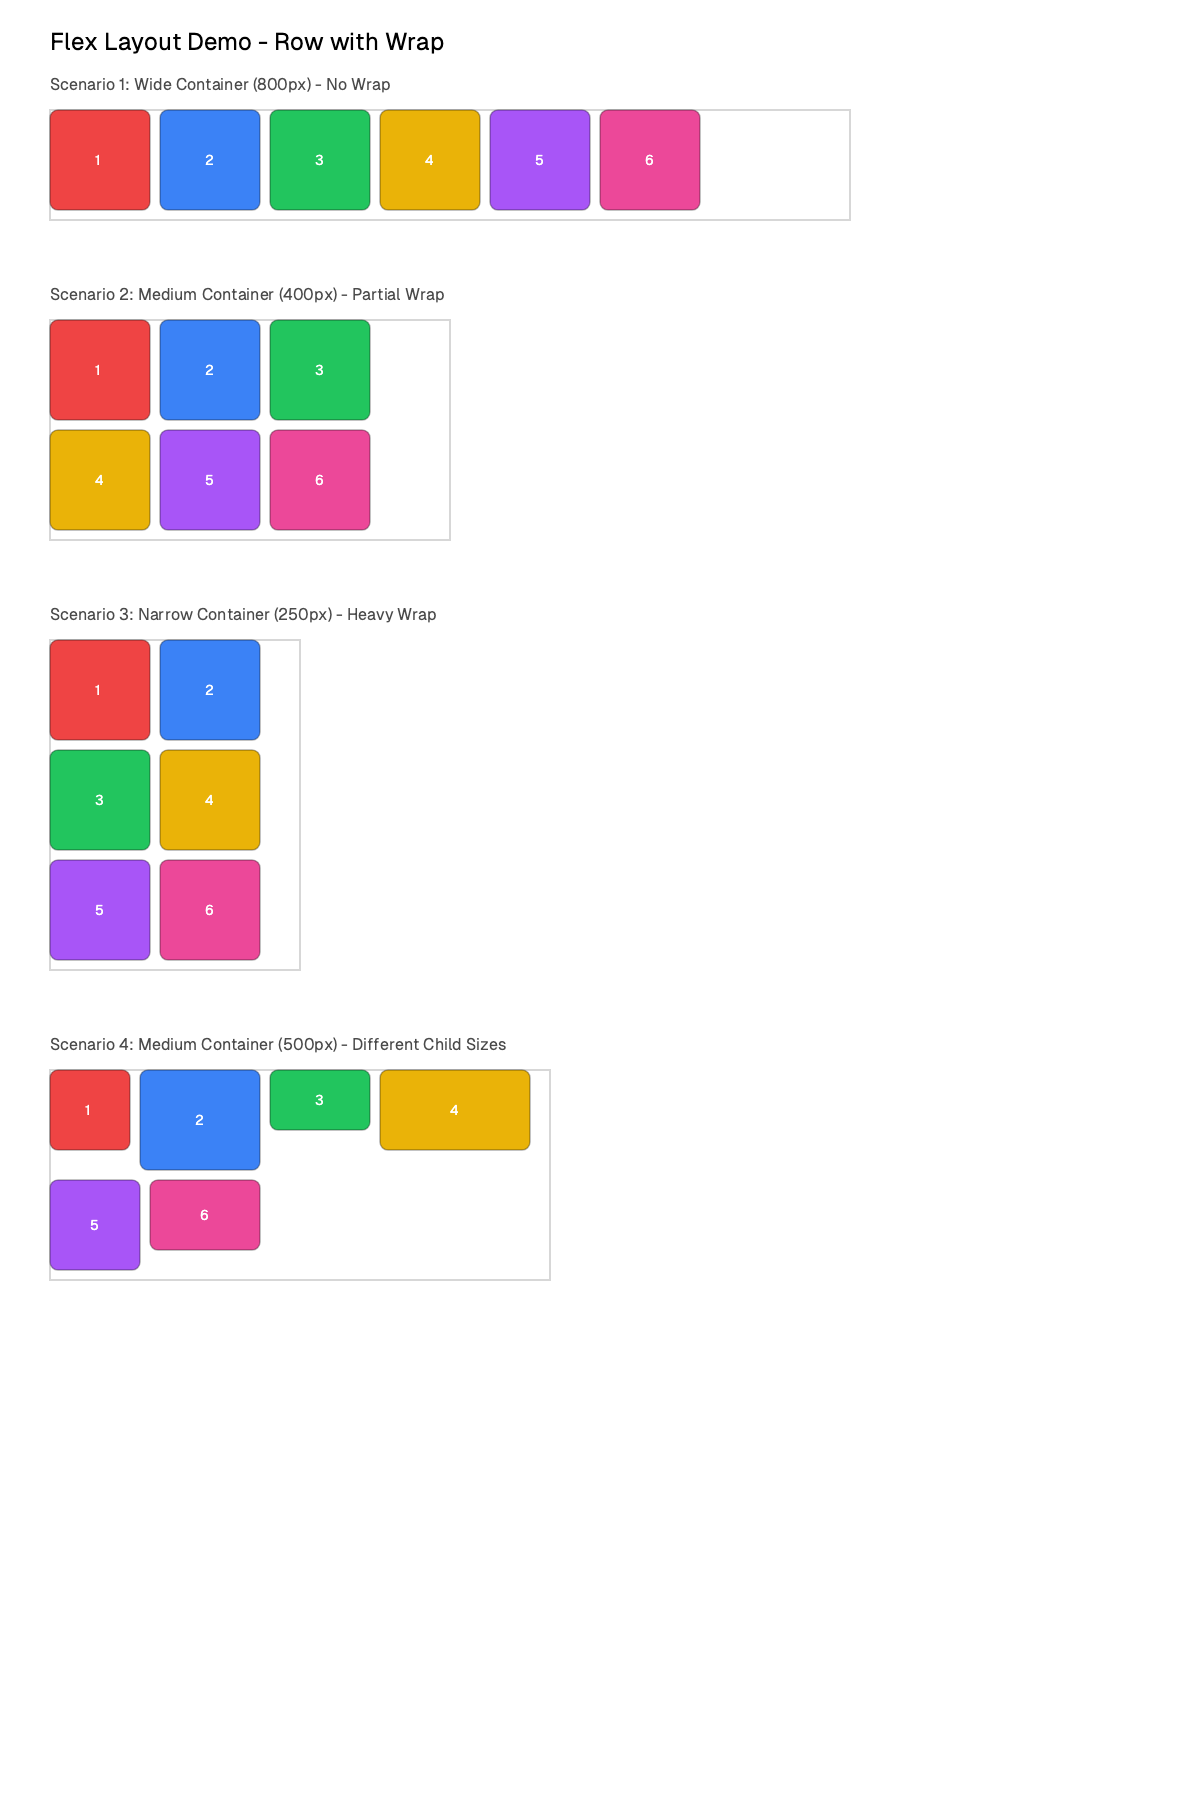 Flex Layout Demo - Row with Wrap
Scenario 1: Wide Container (800px) - No Wrap
1 2 3 4 5 6
Scenario 2: Medium Container (400px) - Partial Wrap
1 2 3
4 5 6
Scenario 3: Narrow Container (250px) - Heavy Wrap
1 2
3 4
5 6
Scenario 4: Medium Container (500px) - Different Child Sizes
1 2 3 4
5 6